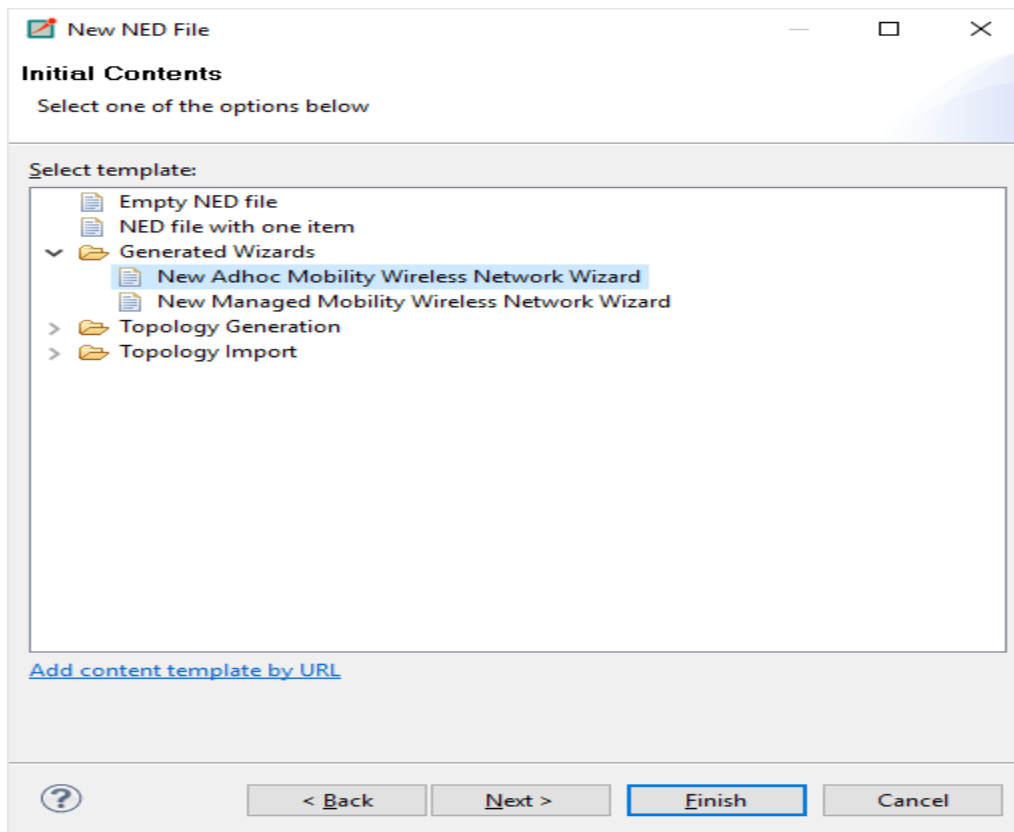 New NED File
Initial Contents
Select one of the options below
Select template:
Empty NED file
NED file with one item
Generated Wizards
New Adhoc Mobility Wireless Network Wizard
New Managed Mobility Wireless Network Wizard
Topology Generation
Topology Import
Add content template by URL
? < Back Next > Finish Cancel